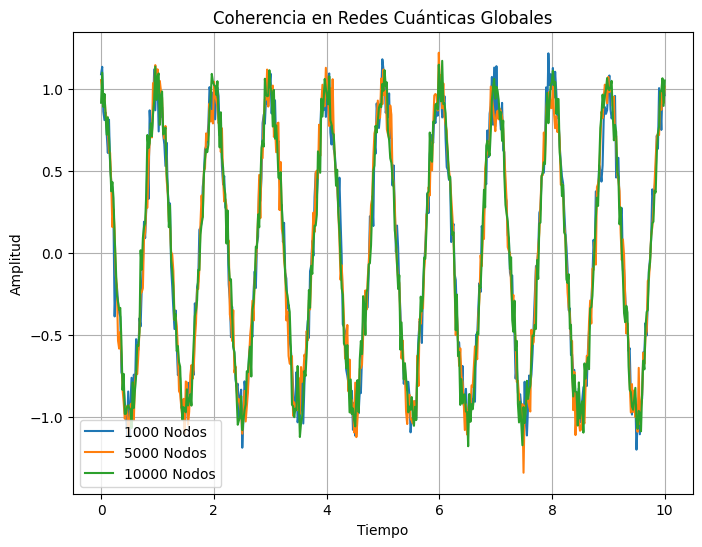 Coherencia en Redes Cuánticas Globales
Amplitud
1.0
0.5
0.0
−0.5
−1.0
1000 Nodos
5000 Nodos
10000 Nodos
0
2
4
6
8
10
Tiempo